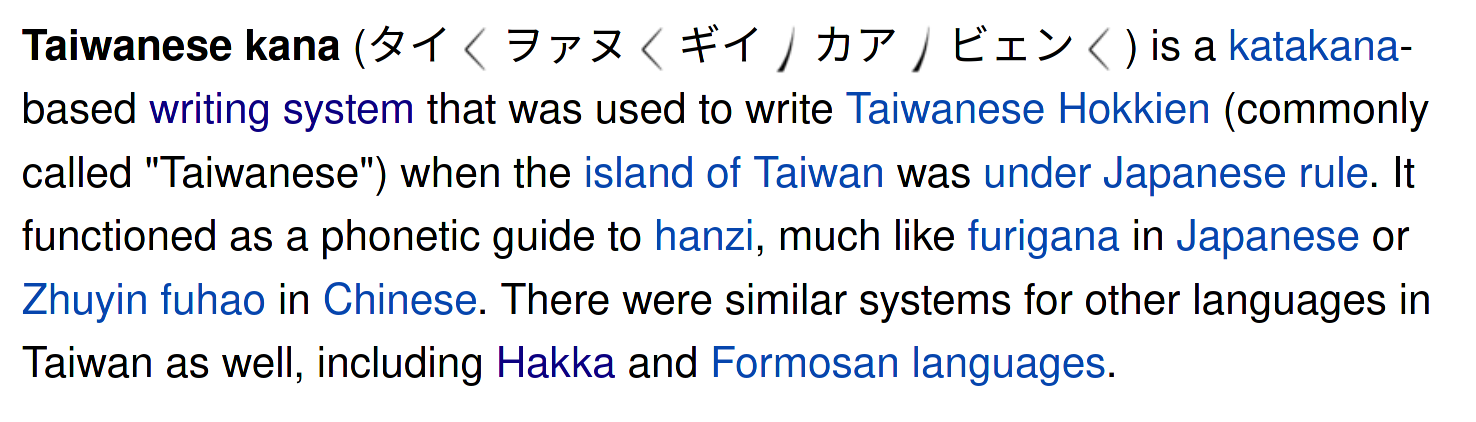 Taiwanese kana (タイ〱ヲァヌ〱ギイ丿カア丿ビェン〱) is a katakana-
based writing system that was used to write Taiwanese Hokkien (commonly
called "Taiwanese") when the island of Taiwan was under Japanese rule. It
functioned as a phonetic guide to hanzi, much like furigana in Japanese or
Zhuyin fuhao in Chinese. There were similar systems for other languages in
Taiwan as well, including Hakka and Formosan languages.